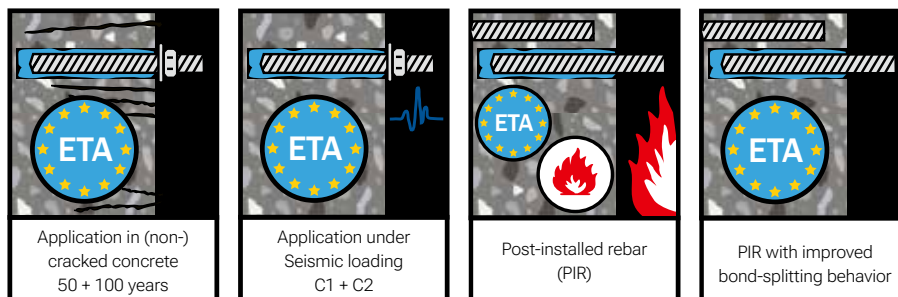 ETA
Application in (non-)
cracked concrete
50 + 100 years
ETA
Application under
Seismic loading
C1 + C2
ETA
Post-installed rebar
(PIR)
ETA
PIR with improved
bond-splitting behavior